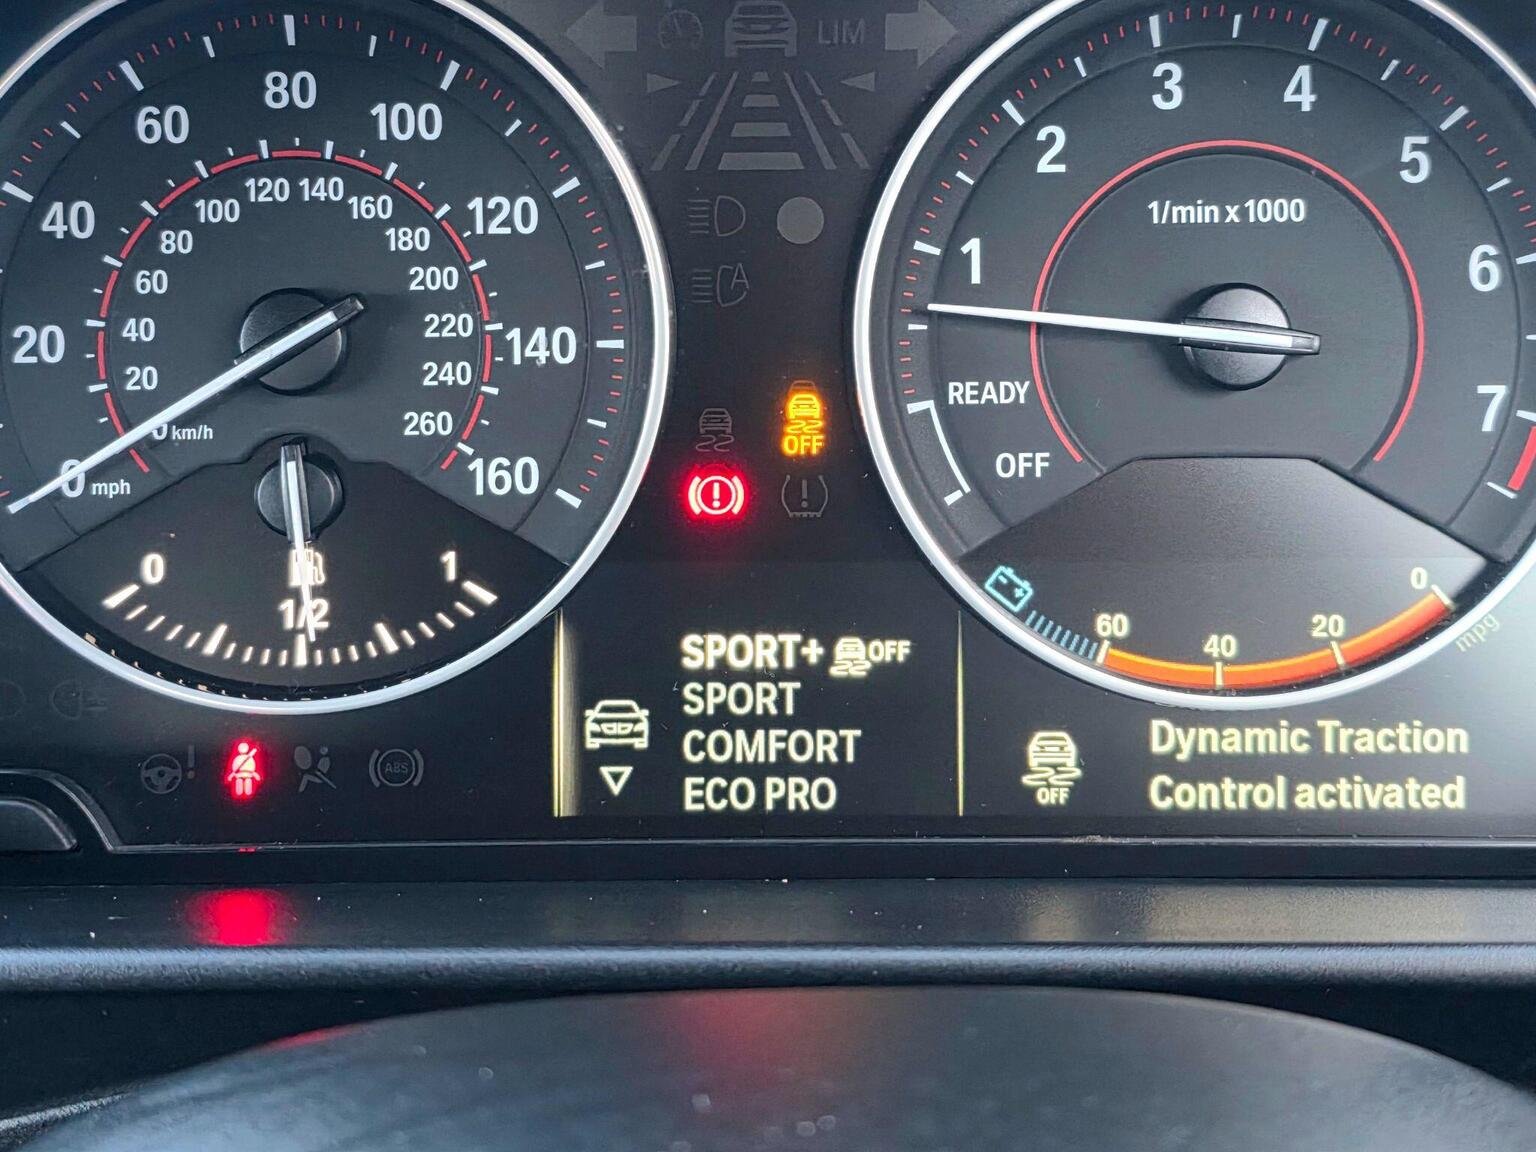 LIM
20
40
60
80
100
120
140
160
0 mph
20
40
60
80
100
120
140
160
180
200
220
240
260
km/h
0
1/2
1
1
2
3
4
5
6
7
1/min x 1000
READY
OFF
OFF
ABS
60
40
20
0
mpg
SPORT+ OFF
SPORT
COMFORT
ECO PRO
OFF
Dynamic Traction
Control activated